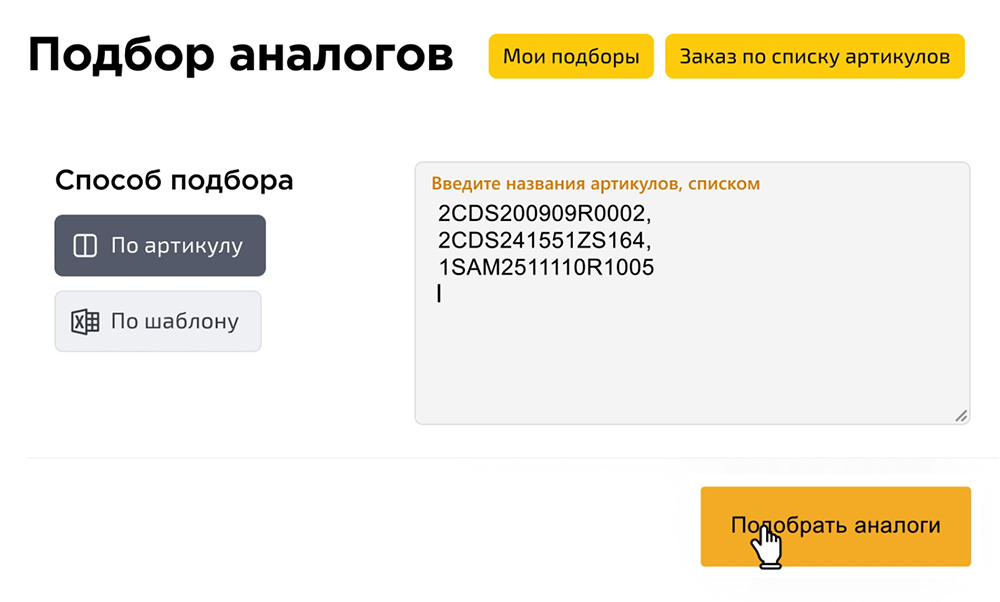 Подбор аналогов
Мои подборы
Заказ по списку артикулов
Способ подбора
По артикулу
По шаблону
Введите названия артикулов, списком
2CDS200909R0002,
2CDS241551ZS164,
1SAM2511110R1005
Подобрать аналоги